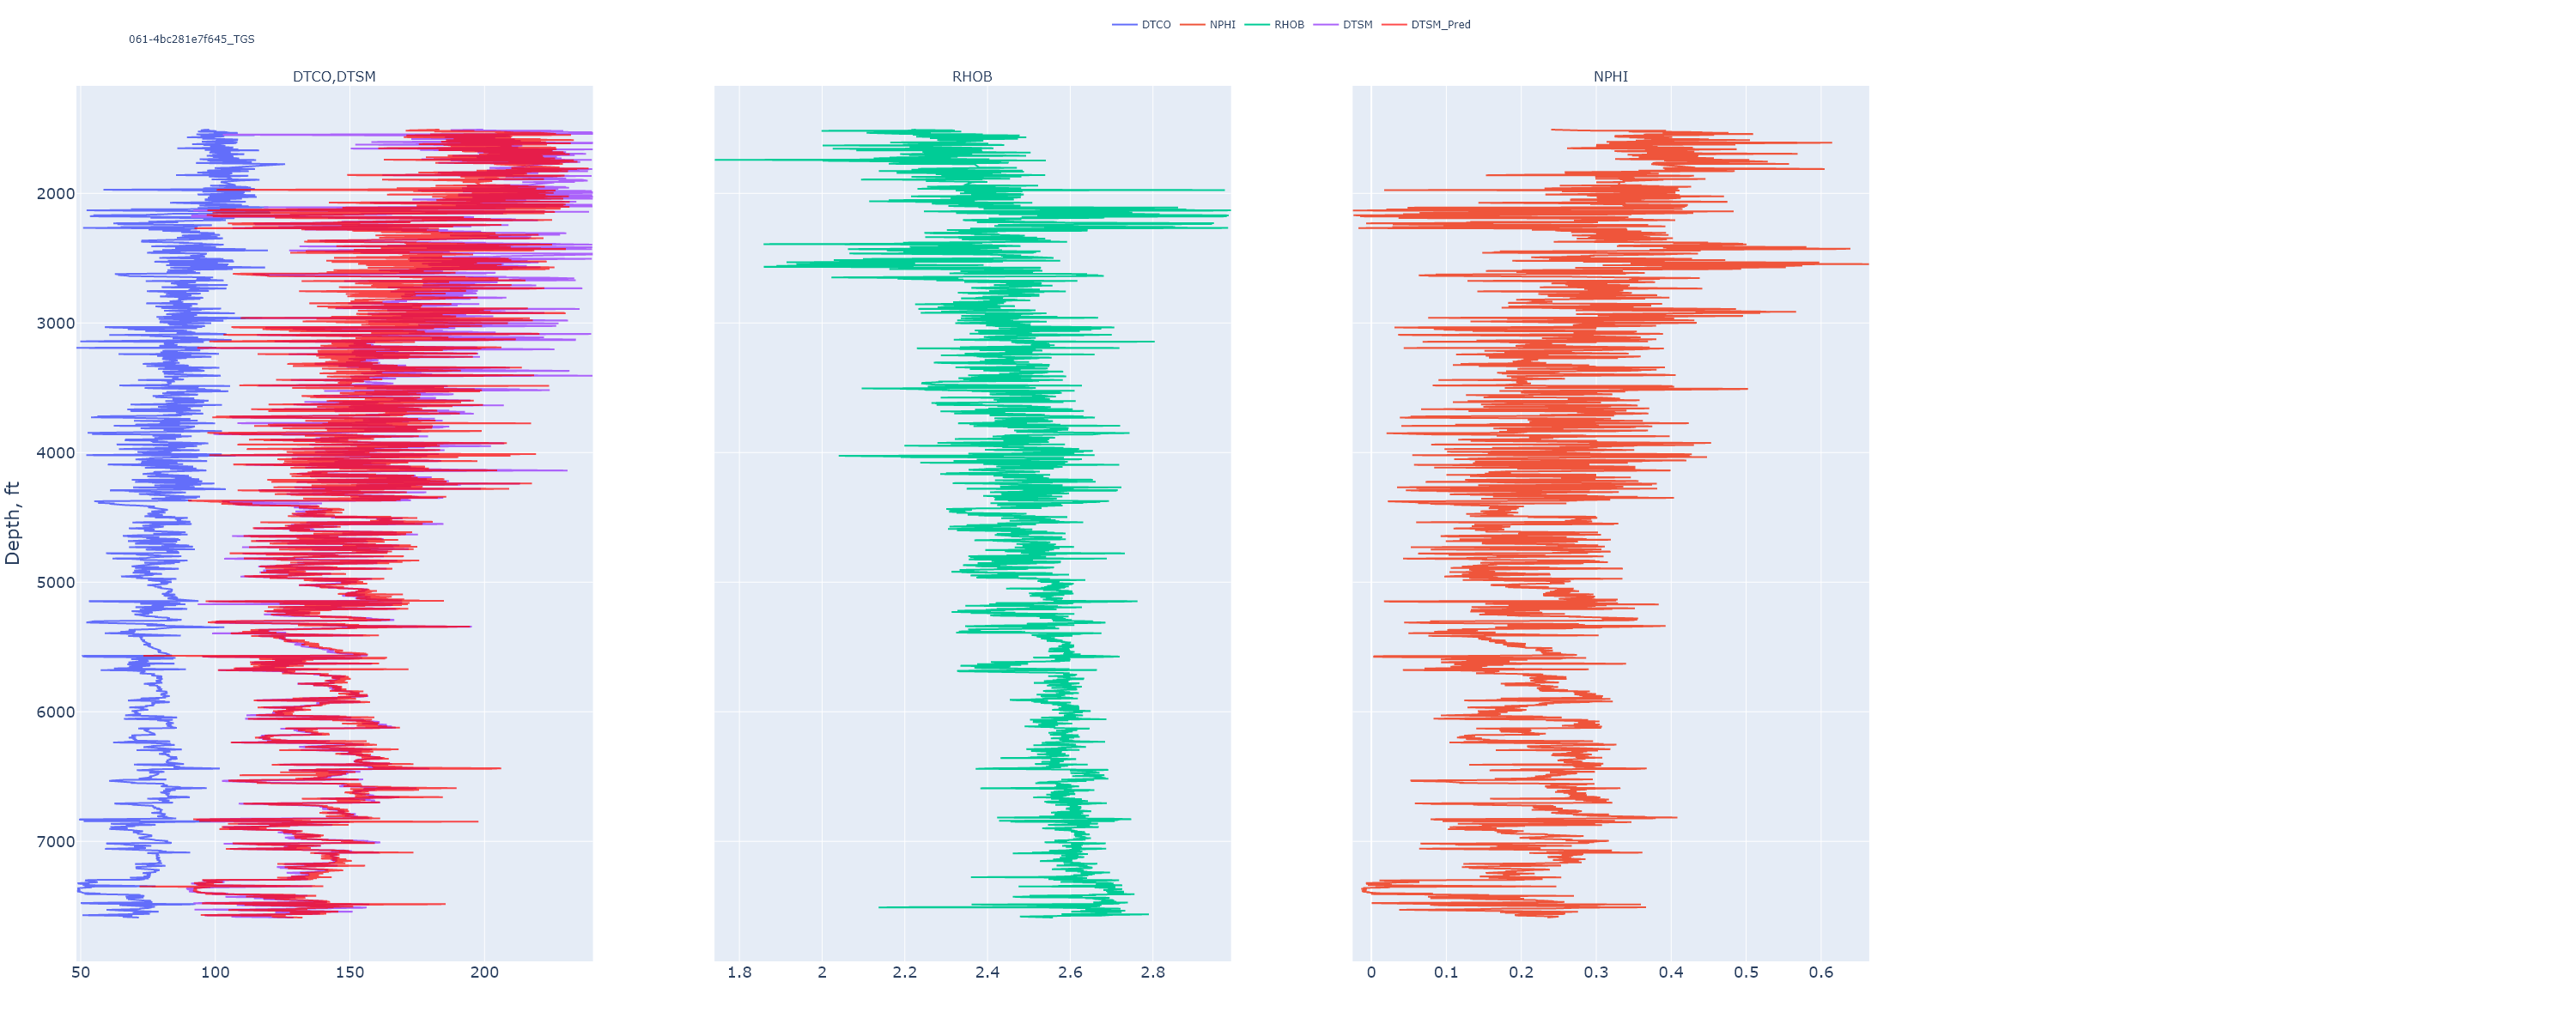 DTCO NPHI RHOB DTSM DTSM_Pred
061-4bc281e7f645_TGS
DTCO,DTSM RHOB NPHI
Depth, ft
2000
3000
4000
5000
6000
7000
50 100 150 200 1.8 2 2.2 2.4 2.6 2.8 0 0.1 0.2 0.3 0.4 0.5 0.6